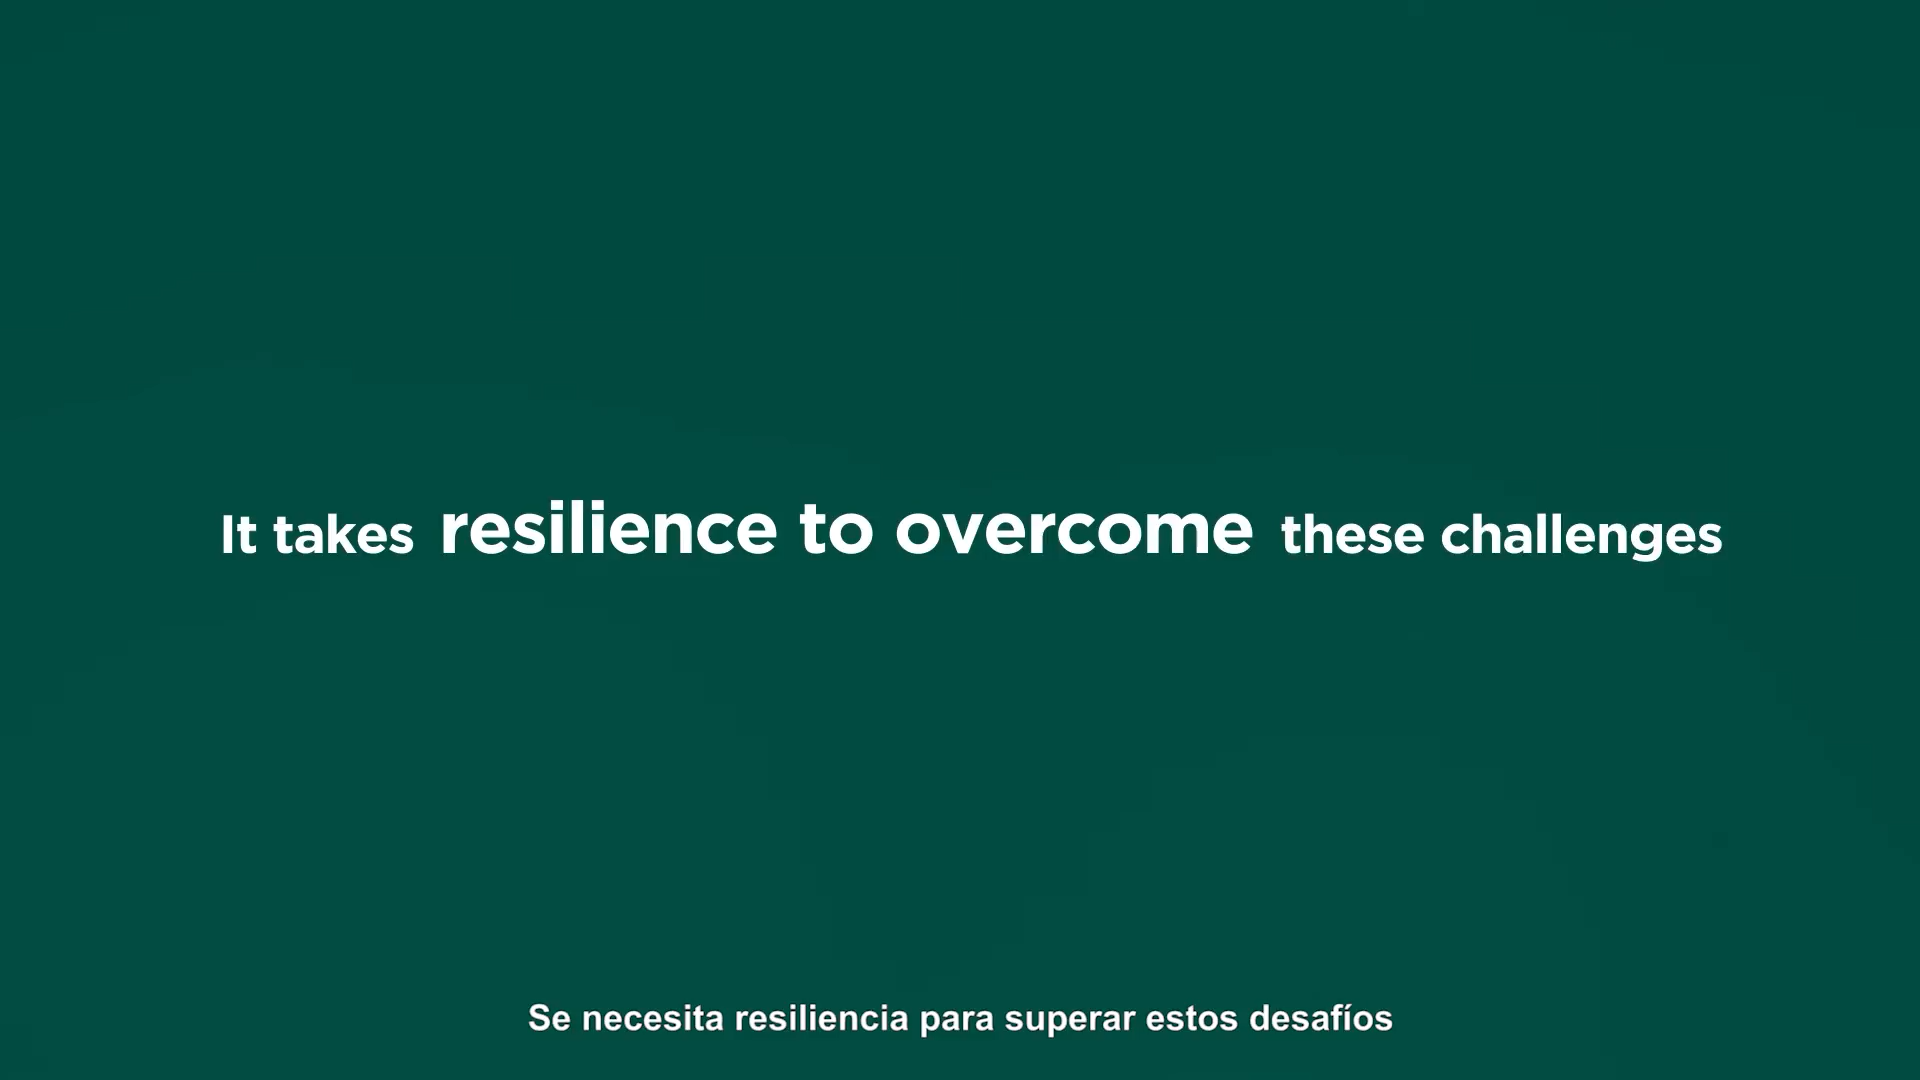 It takes resilience to overcome these challenges
Se necesita resiliencia para superar estos desafíos